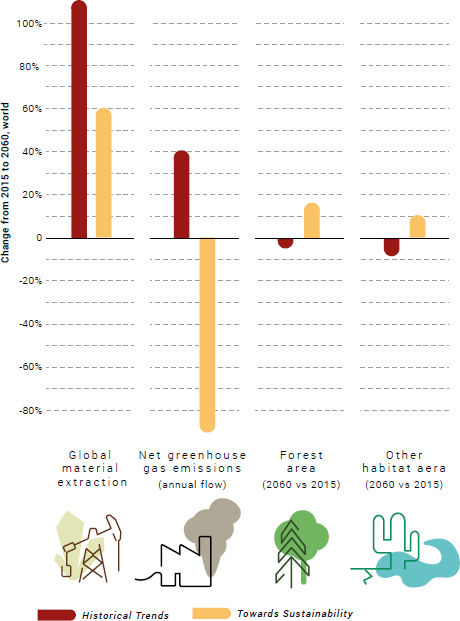 Change from 2015 to 2060, world
100%
80%
60%
40%
20%
0
-20%
-40%
-60%
-80%
Global
material
extraction
Net greenhouse
gas emissions
(annual flow)
Forest
area
(2060 vs 2015)
Other
habitat aera
(2060 vs 2015)
Historical Trends
Towards Sustainability